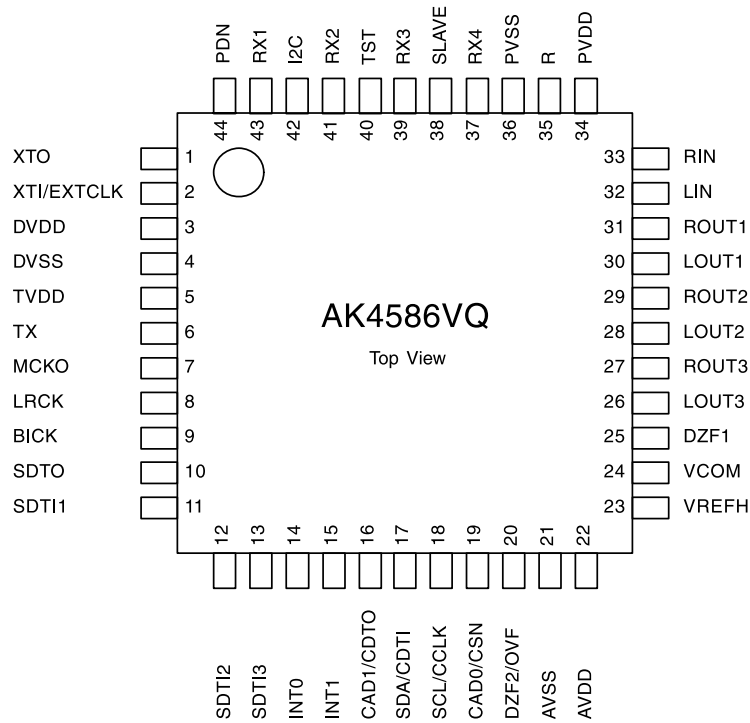 PDN
RX1
I2C
RX2
TST
RX3
SLAVE
RX4
PVSS
R
PVDD
44 43 42 41 40 39 38 37 36 35 34
XTO 1 33 RIN
XTI/EXTCLK 2 32 LIN
DVDD 3 31 ROUT1
DVSS 4 30 LOUT1
TVDD 5 29 ROUT2
TX 6 28 LOUT2
MCKO 7 27 ROUT3
LRCK 8 26 LOUT3
BICK 9 25 DZF1
SDTO 10 24 VCOM
SDTI1 11 23 VREFH
AK4586VQ
Top View
12 13 14 15 16 17 18 19 20 21 22
SDTI2
SDTI3
INT0
INT1
CAD1/CDTO
SDA/CDTI
SCL/CCLK
CAD0/CSN
DZF2/OVF
AVSS
AVDD